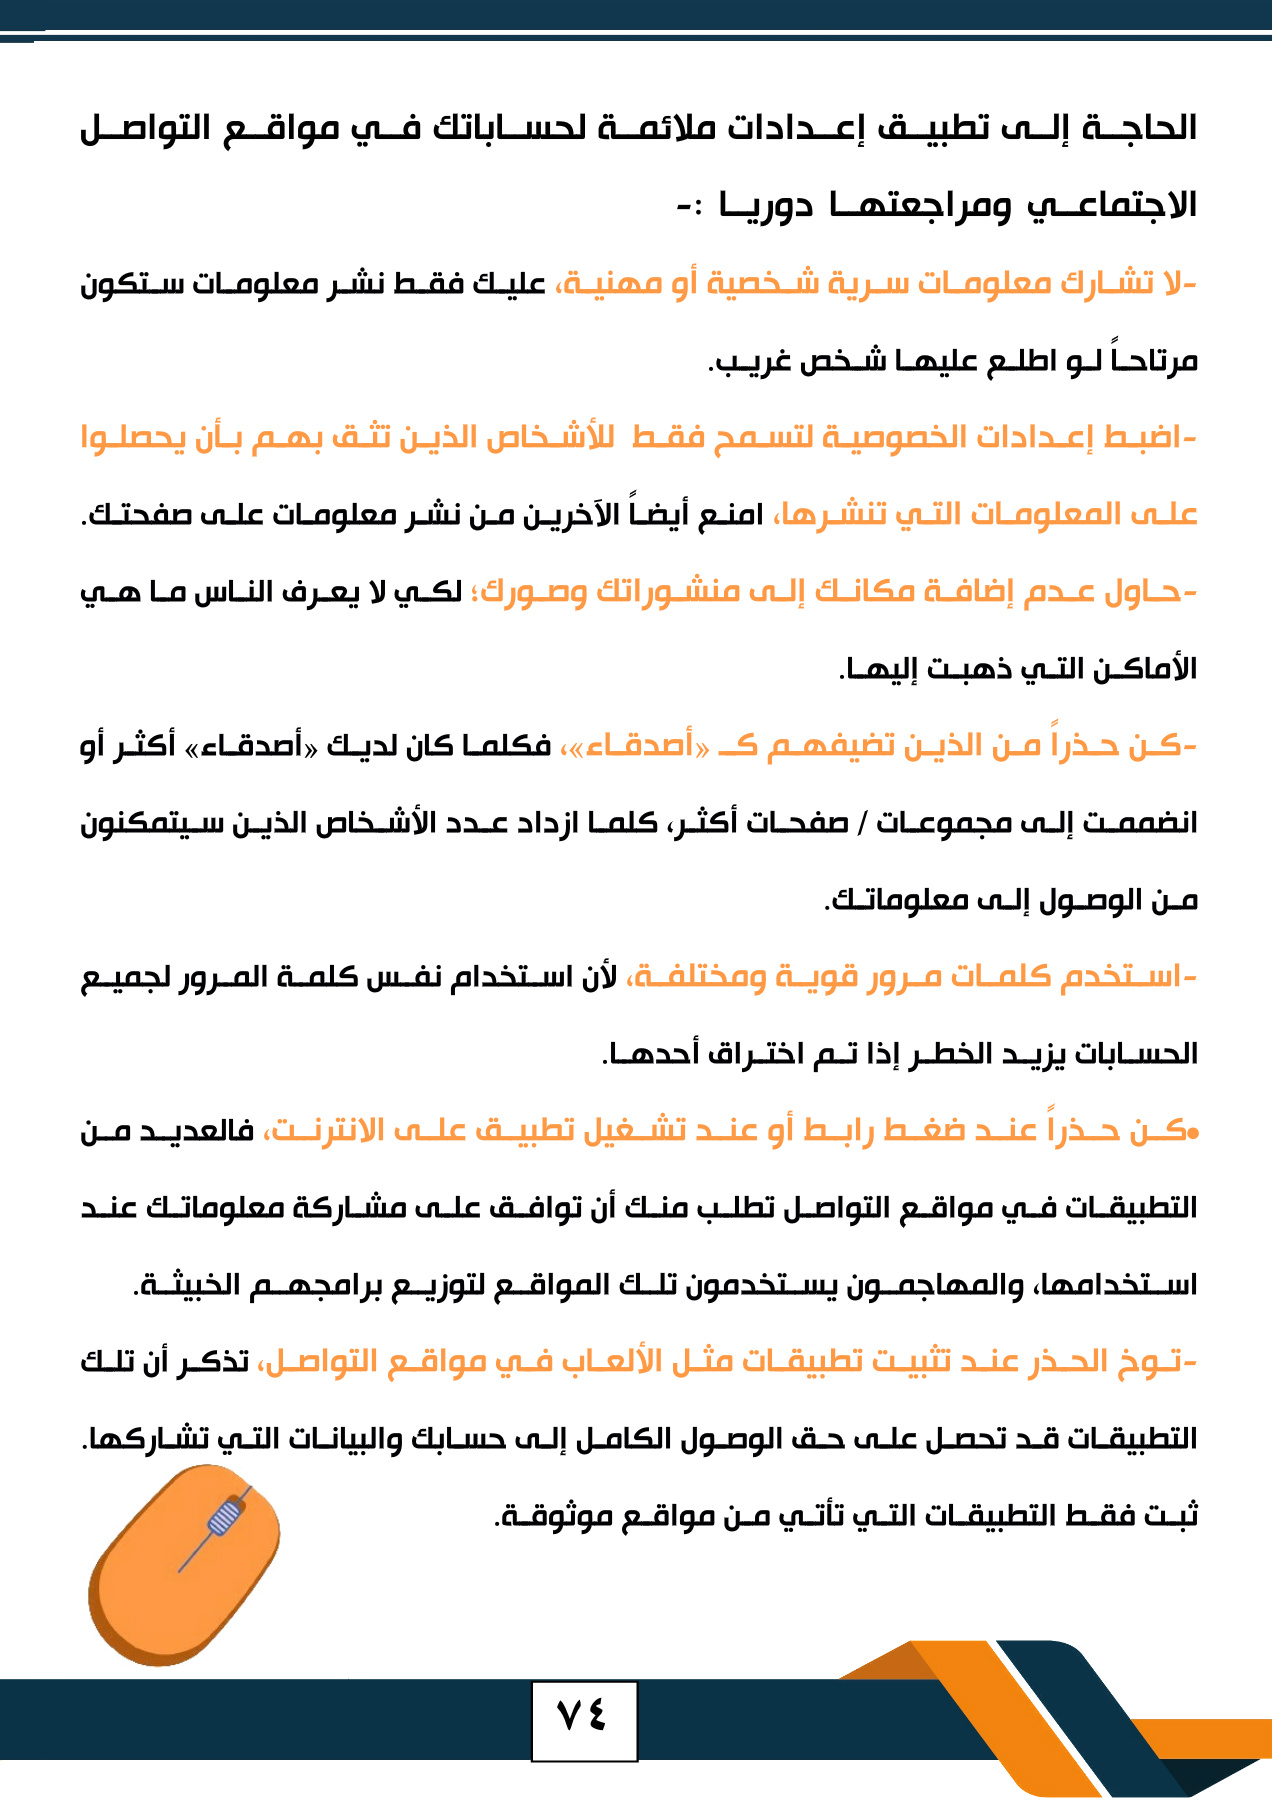 الحاجة إلى تطبيق إعدادات ملائمة لحساباتك في مواقع التواصل
الاجتماعي ومراجعتها دوريا :-
-لا تشارك معلومات سرية شخصية أو مهنية، عليك فقط نشر معلومات ستكون
مرتاحاً لو اطلع عليها شخص غريب.
-اضبط إعدادات الخصوصية لتسمح فقط للأشخاص الذين تثق بهم بأن يحصلوا
على المعلومات التي تنشرها، امنع أيضاً الآخرين من نشر معلومات على صفحتك.
-حاول عدم إضافة مكانك إلى منشوراتك وصورك؛ لكي لا يعرف الناس ما هي
الأماكن التي ذهبت إليها.
-كن حذراً من الذين تضيفهم كـ «أصدقاء»، فكلما كان لديك «أصدقاء» أكثر أو
انضممت إلى مجموعات / صفحات أكثر، كلما ازداد عدد الأشخاص الذين سيتمكنون
من الوصول إلى معلوماتك.
-استخدم كلمات مرور قوية ومختلفة، لأن استخدام نفس كلمة المرور لجميع
الحسابات يزيد الخطر إذا تم اختراق أحدها.
•كن حذراً عند ضغط رابط أو عند تشغيل تطبيق على الانترنت، فالعديد من
التطبيقات في مواقع التواصل تطلب منك أن توافق على مشاركة معلوماتك عند
استخدامها، والمهاجمون يستخدمون تلك المواقع لتوزيع برامجهم الخبيثة.
-توخ الحذر عند تثبيت تطبيقات مثل الألعاب في مواقع التواصل، تذكر أن تلك
التطبيقات قد تحصل على حق الوصول الكامل إلى حسابك والبيانات التي تشاركها.
ثبت فقط التطبيقات التي تأتي من مواقع موثوقة.
٧٤